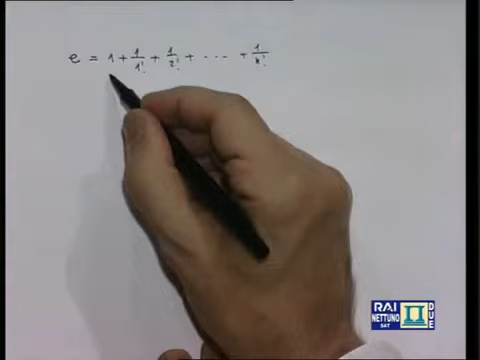 e = 1 + 1/1! + 1/2! + ... + 1/n!
RAI
NETTUNO
SAT
DUE